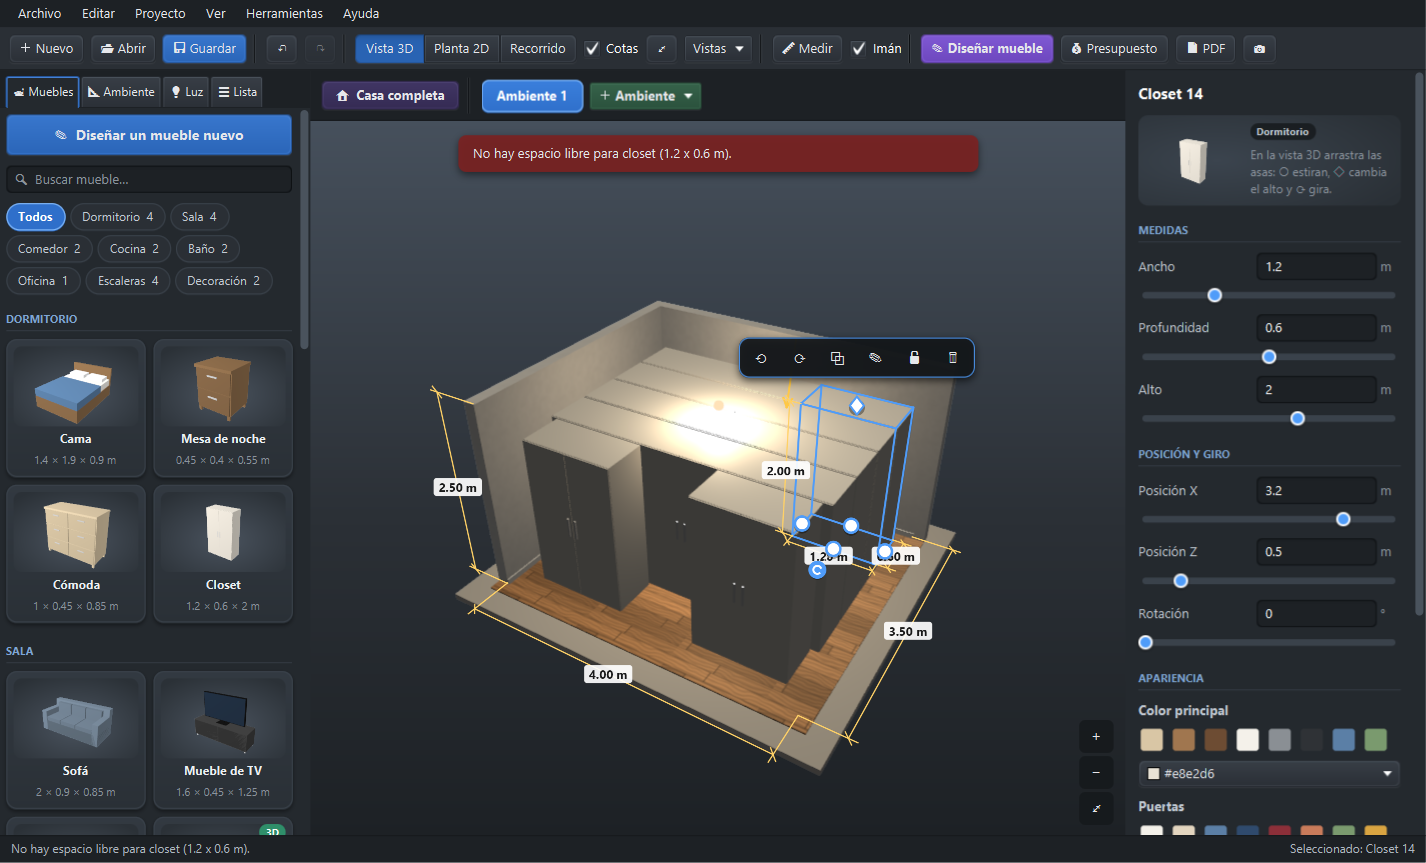 Archivo Editar Proyecto Ver Herramientas Ayuda
Nuevo Abrir Guardar Vista 3D Planta 2D Recorrido Cotas Vistas Medir Imán Diseñar mueble Presupuesto PDF
Muebles Ambiente Luz Lista
Casa completa Ambiente 1 + Ambiente
Diseñar un mueble nuevo
Buscar mueble...
Todos Dormitorio 4 Sala 4
Comedor 2 Cocina 2 Baño 2
Oficina 1 Escaleras 4 Decoración 2
DORMITORIO
Cama
1.4 × 1.9 × 0.9 m
Mesa de noche
0.45 × 0.4 × 0.55 m
Cómoda
1 × 0.45 × 0.85 m
Closet
1.2 × 0.6 × 2 m
SALA
Sofá
2 × 0.9 × 0.85 m
Mueble de TV
1.6 × 0.45 × 1.25 m
3D
No hay espacio libre para closet (1.2 x 0.6 m).
2.50 m
2.00 m
3.50 m
4.00 m
Closet 14
Dormitorio
En la vista 3D arrastra las
asas: ○ estiran, ◇ cambia
el alto y ⟳ gira.
MEDIDAS
Ancho 1.2 m
Profundidad 0.6 m
Alto 2 m
POSICIÓN Y GIRO
Posición X 3.2 m
Posición Z 0.5 m
Rotación 0 °
APARIENCIA
Color principal
#e8e2d6
Puertas
No hay espacio libre para closet (1.2 x 0.6 m).
Seleccionado: Closet 14